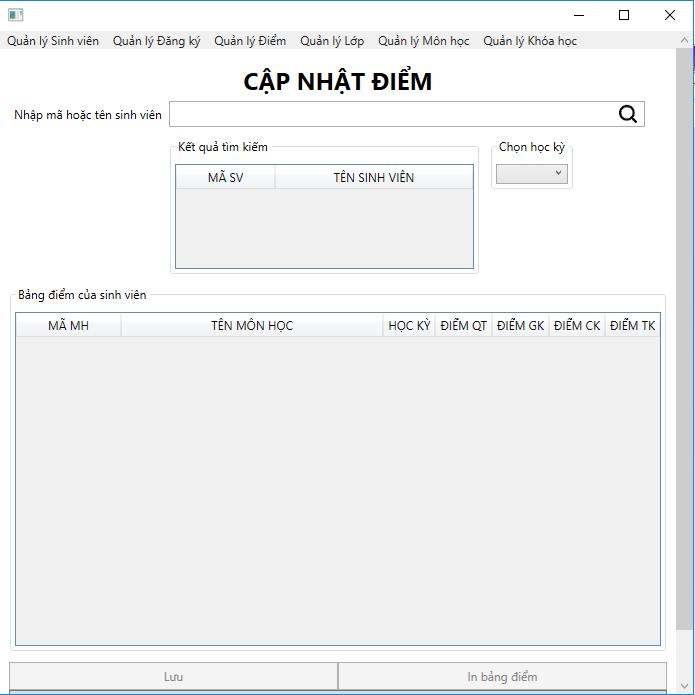 Quản lý Sinh viên Quản lý Đăng ký Quản lý Điểm Quản lý Lớp Quản lý Môn học Quản lý Khóa học
CẬP NHẬT ĐIỂM
Nhập mã hoặc tên sinh viên
Kết quả tìm kiếm Chọn học kỳ
MÃ SV TÊN SINH VIÊN
Bảng điểm của sinh viên
MÃ MH TÊN MÔN HỌC HỌC KỲ ĐIỂM QT ĐIỂM GK ĐIỂM CK ĐIỂM TK
Lưu In bảng điểm